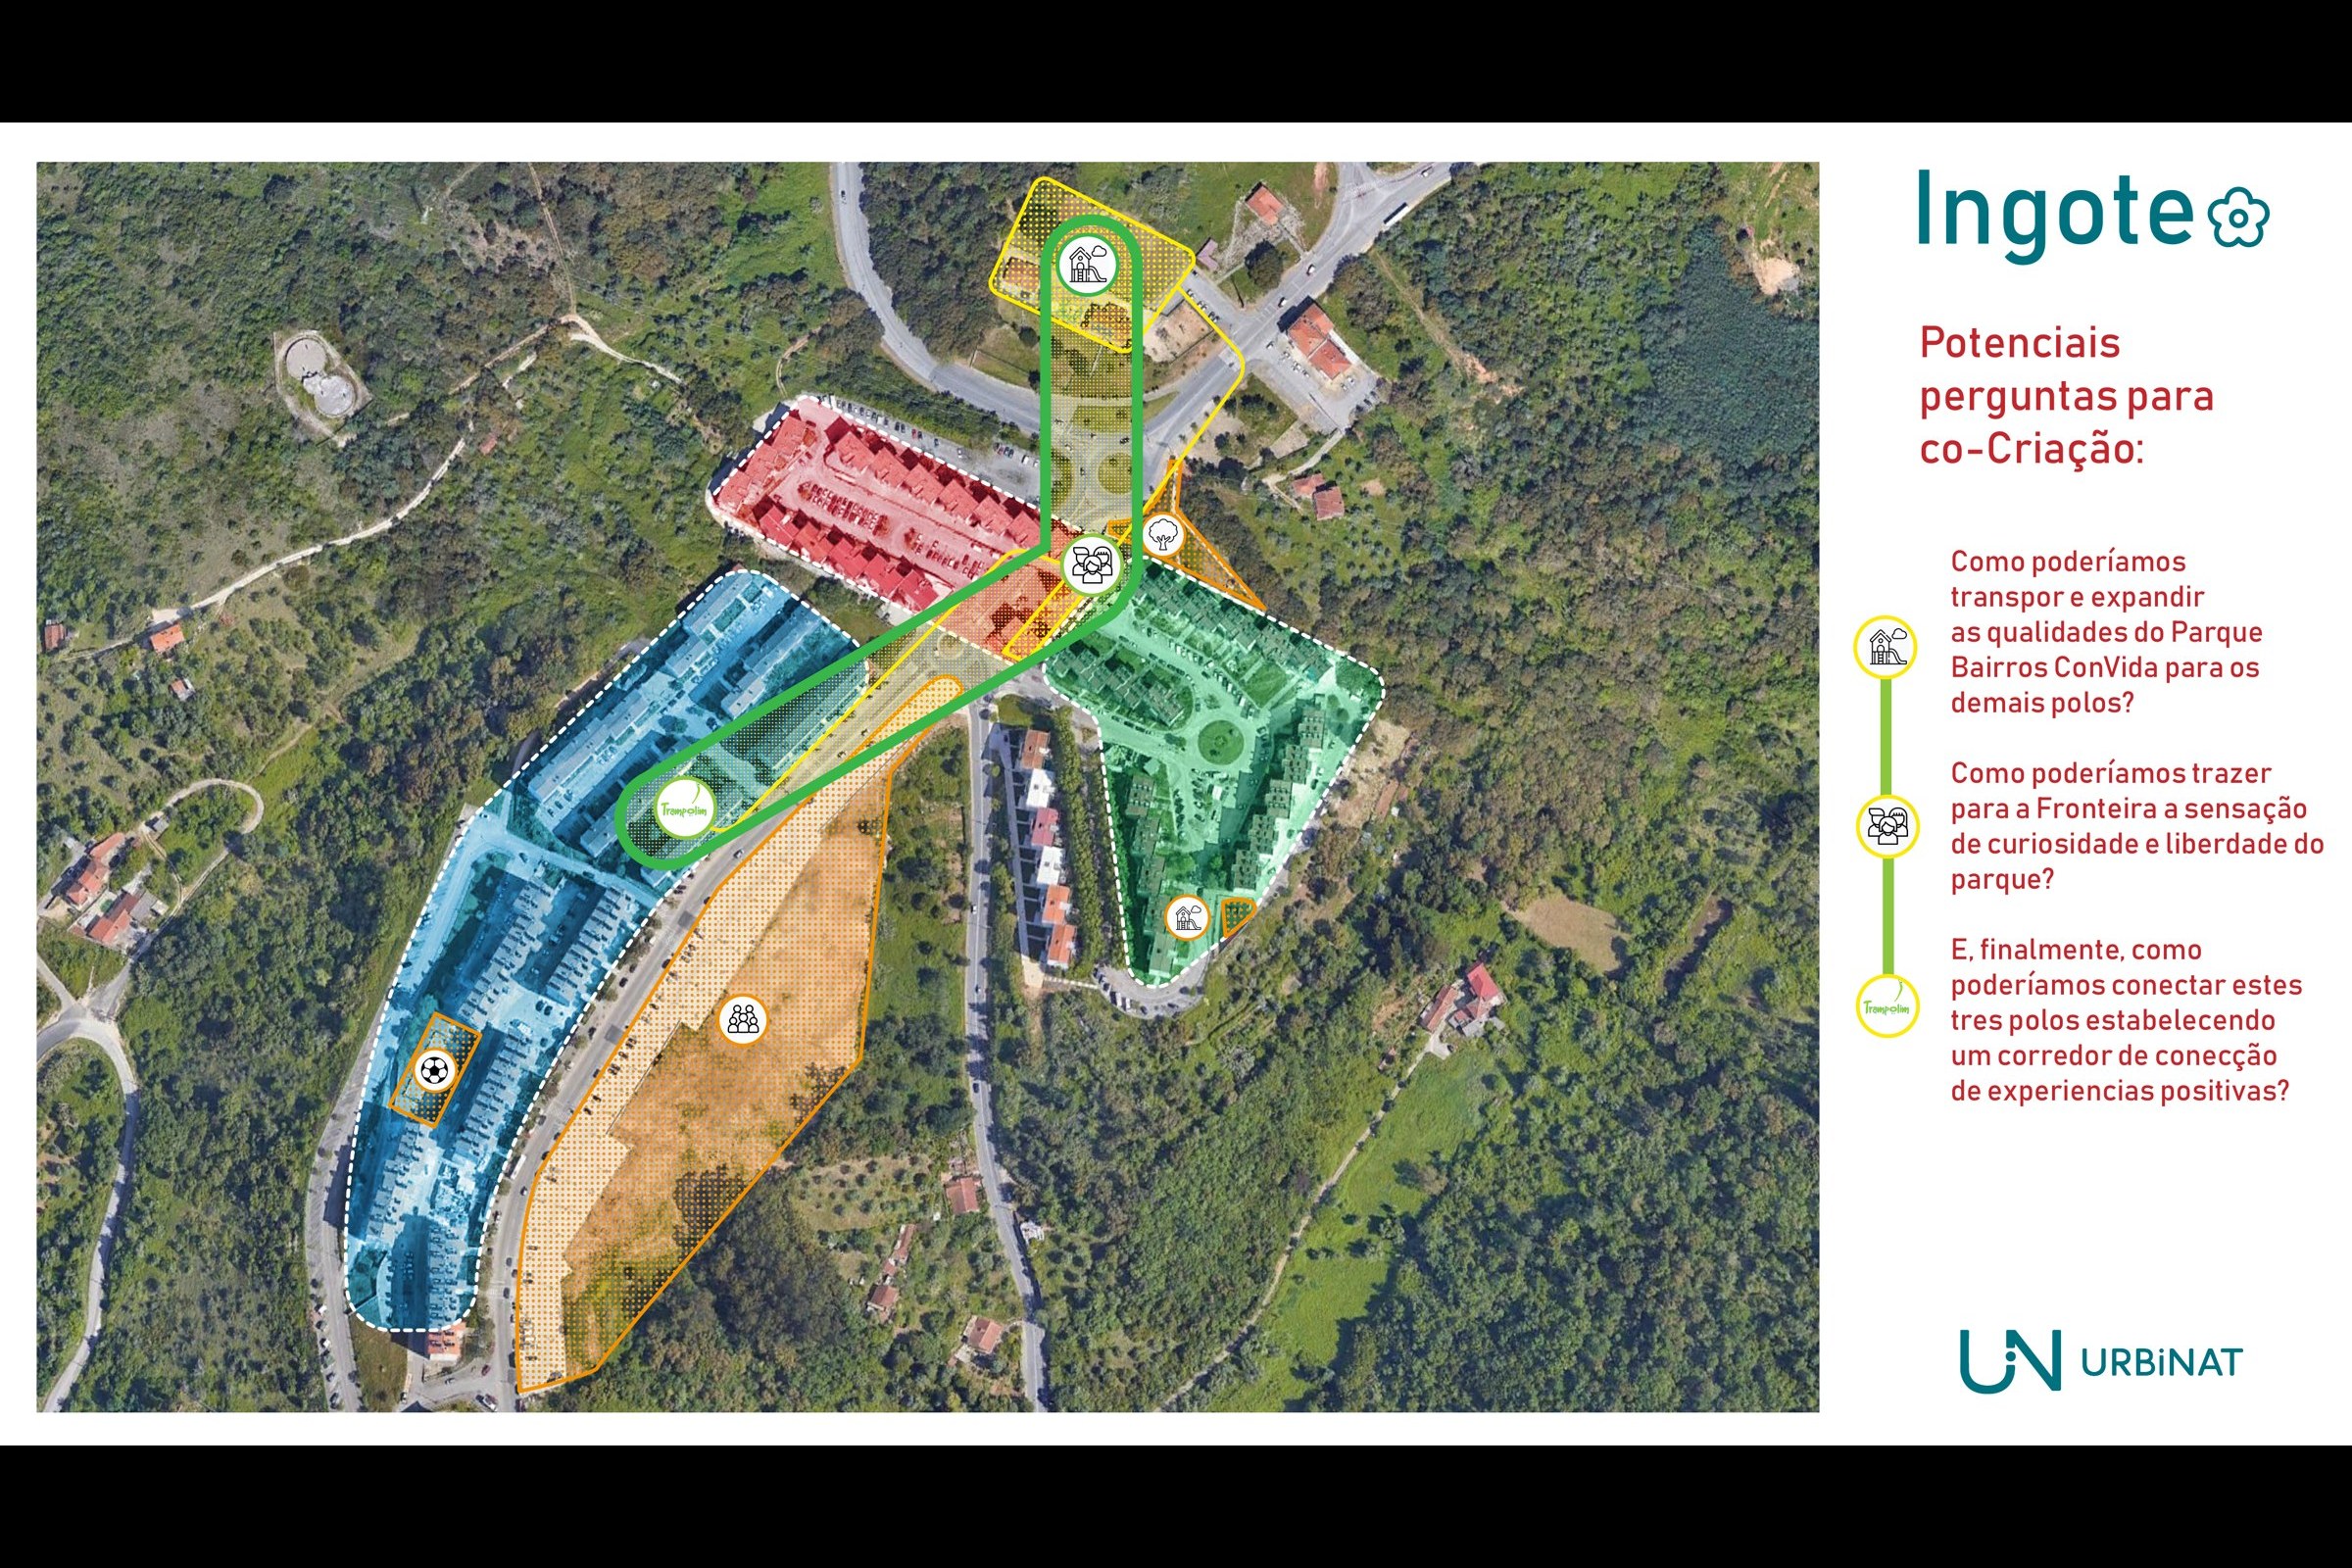 Ingote
Potenciais
perguntas para
co-Criação:
Como poderíamos
transpor e expandir
as qualidades do Parque
Bairros ConVida para os
demais polos?
Como poderíamos trazer
para a Fronteira a sensação
de curiosidade e liberdade do
parque?
E, finalmente, como
poderíamos conectar estes
tres polos estabelecendo
um corredor de conecção
de experiencias positivas?
Trampolim
Trampolim
UiN URBiNAT